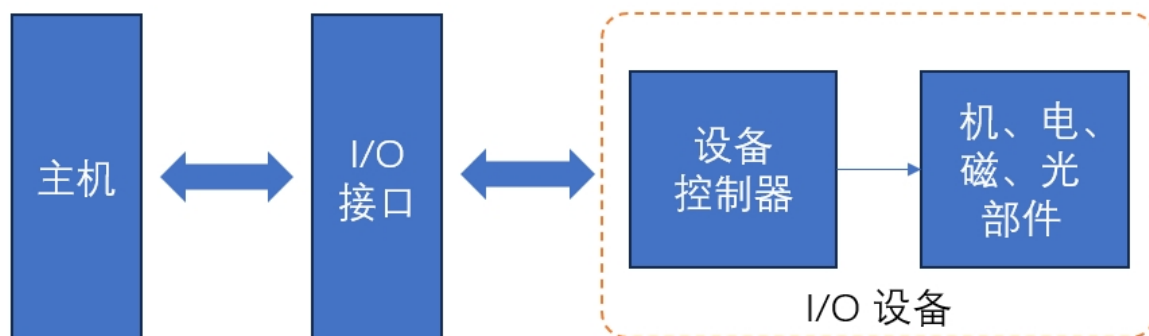 主机
I/O
接口
设备
控制器
机、电、
磁、光
部件
I/O 设备